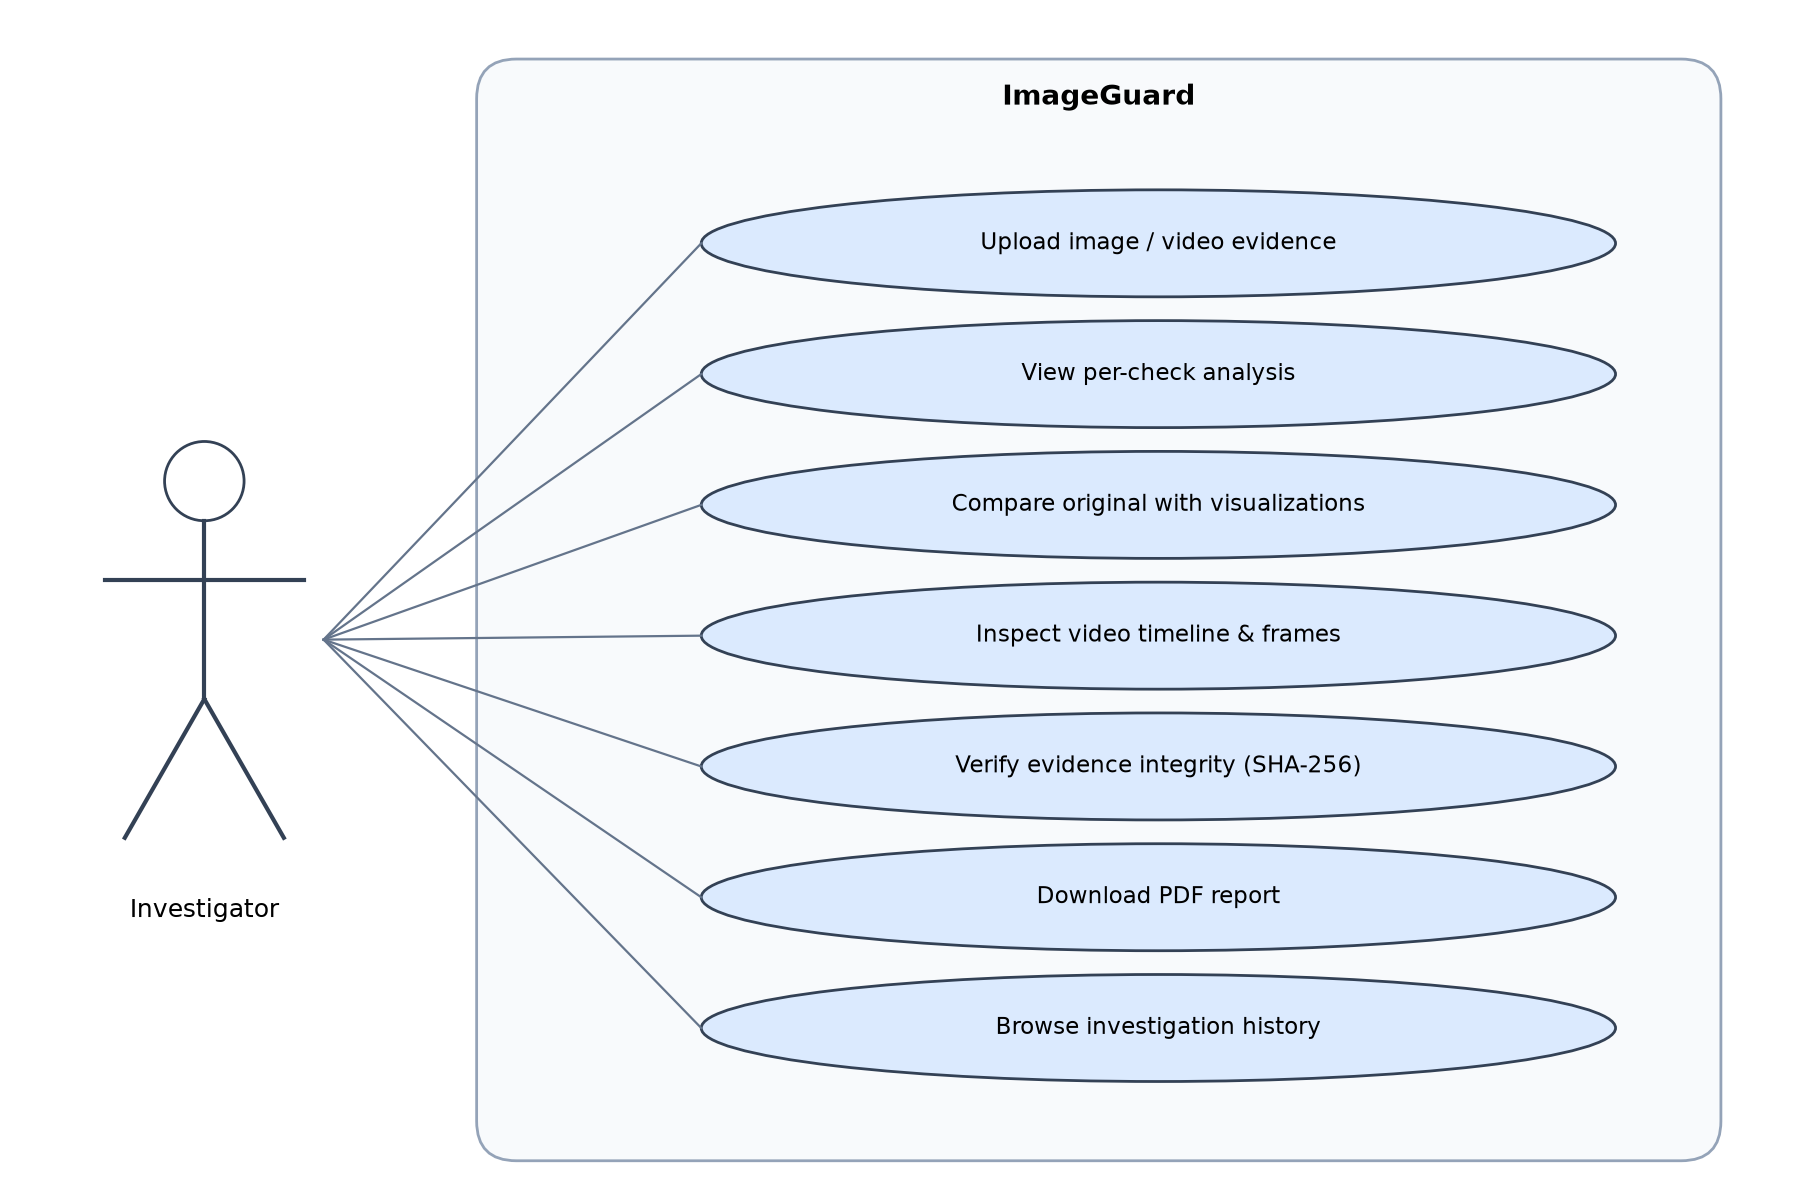 ImageGuard
Upload image / video evidence
View per-check analysis
Compare original with visualizations
Inspect video timeline & frames
Verify evidence integrity (SHA-256)
Download PDF report
Browse investigation history
Investigator